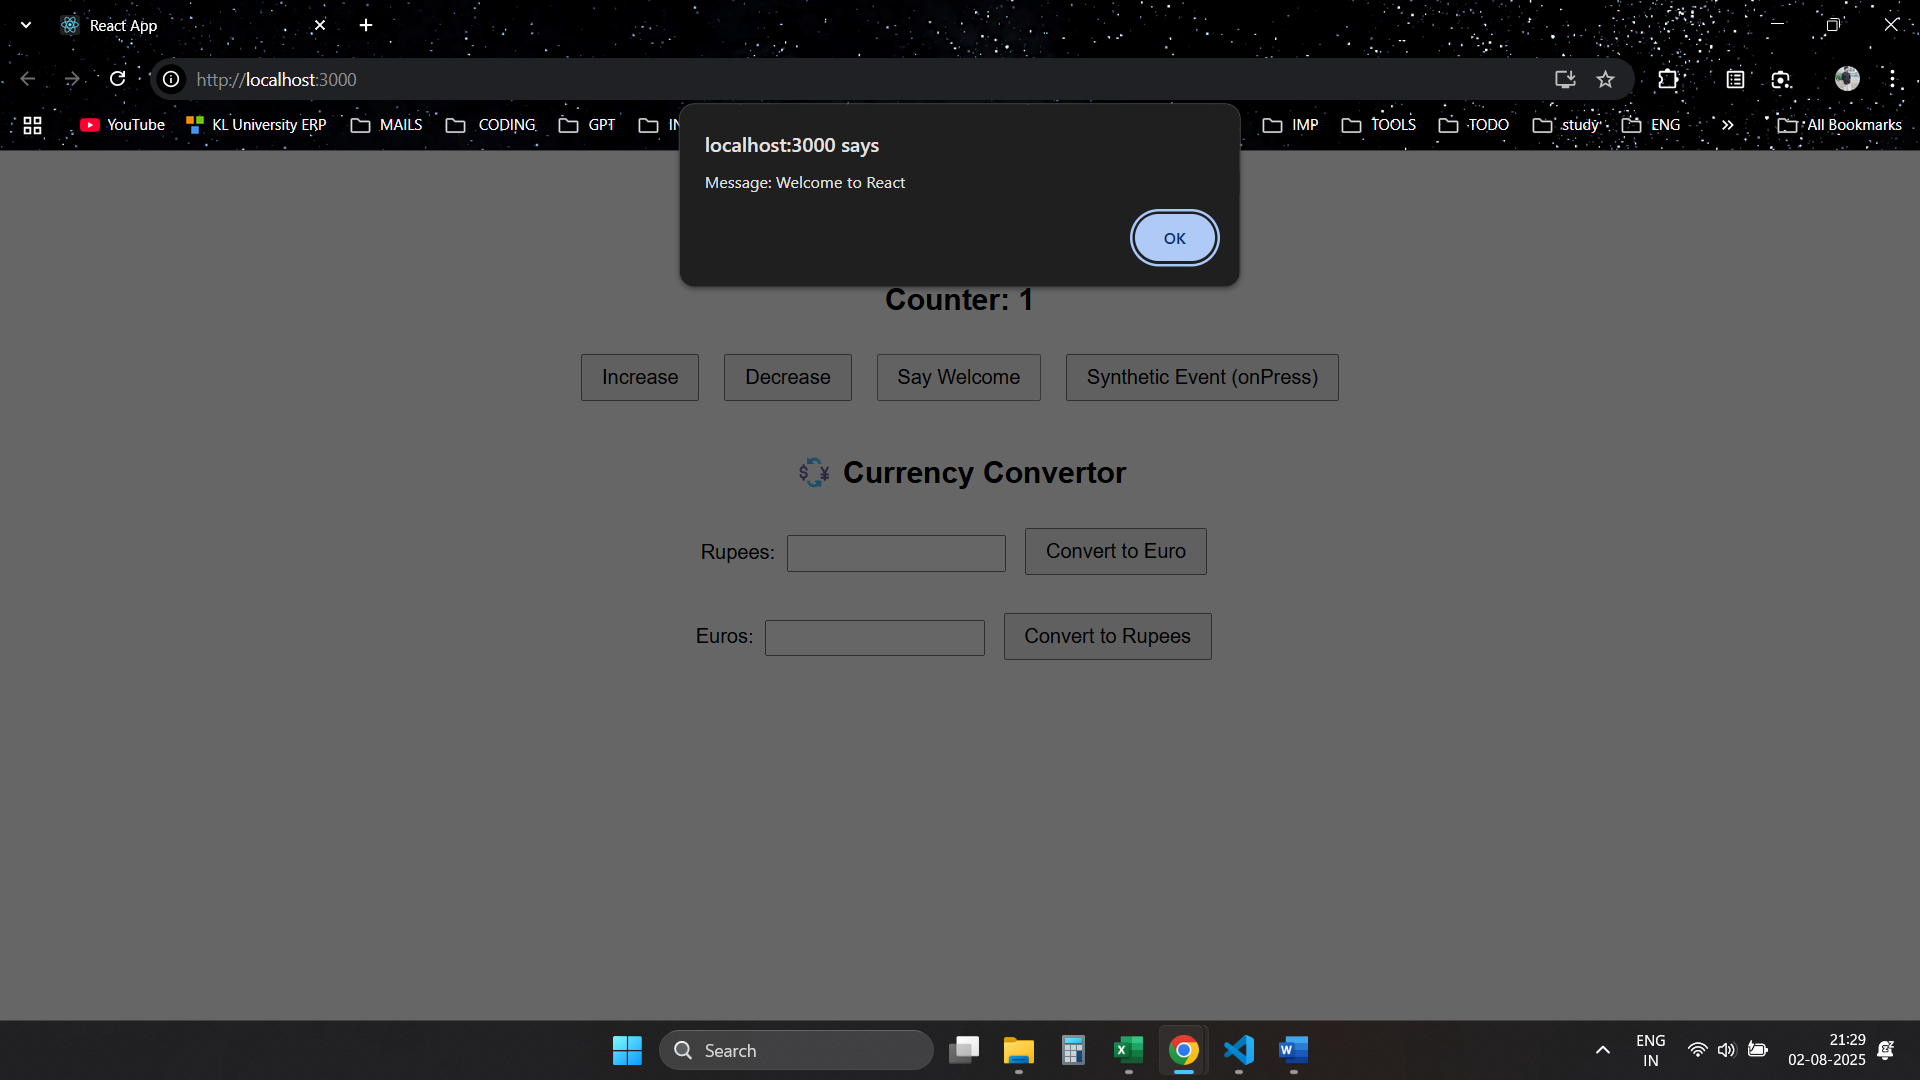 React App
http://localhost:3000
YouTube KL University ERP MAILS CODING GPT IMP TOOLS TODO study ENG » All Bookmarks
localhost:3000 says
Message: Welcome to React
OK
Counter: 1
Increase Decrease Say Welcome Synthetic Event (onPress)
$ ¥ Currency Convertor
Rupees: Convert to Euro
Euros: Convert to Rupees
Search
ENG
IN
21:29
02-08-2025